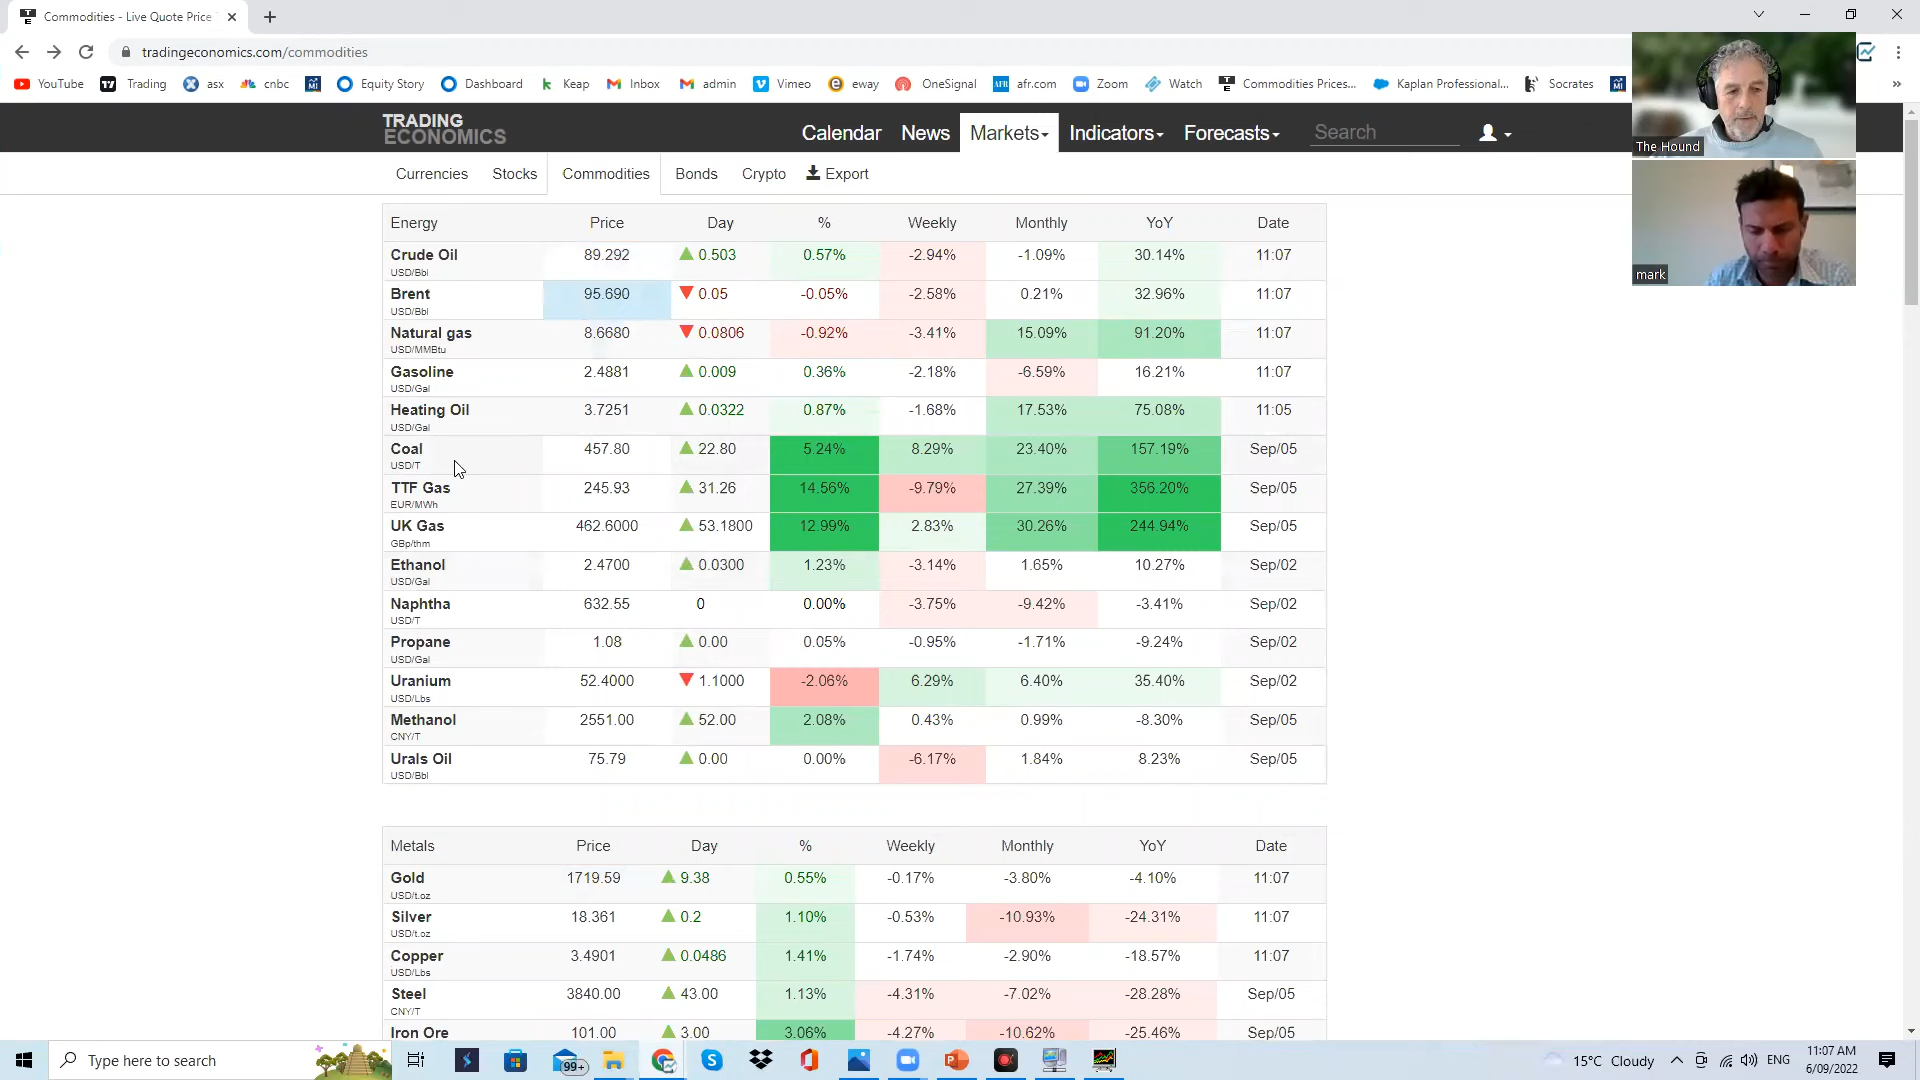 Commodities - Live Quote Price
tradingeconomics.com/commodities
YouTube Trading asx cnbc Equity Story Dashboard Keap Inbox admin Vimeo eway OneSignal afr.com Zoom Watch Commodities Prices... Kaplan Professional... Socrates
The Hound
mark
TRADING
ECONOMICS
Calendar News Markets Indicators Forecasts Search
Currencies Stocks Commodities Bonds Crypto Export
Energy Price Day % Weekly Monthly YoY Date
Crude Oil 89.292 0.503 0.57% -2.94% -1.09% 30.14% 11:07
USD/Bbl
Brent 95.690 0.05 -0.05% -2.58% 0.21% 32.96% 11:07
USD/Bbl
Natural gas 8.6680 0.0806 -0.92% -3.41% 15.09% 91.20% 11:07
USD/MMBtu
Gasoline 2.4881 0.009 0.36% -2.18% -6.59% 16.21% 11:07
USD/Gal
Heating Oil 3.7251 0.0322 0.87% -1.68% 17.53% 75.08% 11:05
USD/Gal
Coal 457.80 22.80 5.24% 8.29% 23.40% 157.19% Sep/05
USD/T
TTF Gas 245.93 31.26 14.56% -9.79% 27.39% 356.20% Sep/05
EUR/MWh
UK Gas 462.6000 53.1800 12.99% 2.83% 30.26% 244.94% Sep/05
GBp/thm
Ethanol 2.4700 0.0300 1.23% -3.14% 1.65% 10.27% Sep/02
USD/Gal
Naphtha 632.55 0 0.00% -3.75% -9.42% -3.41% Sep/02
USD/T
Propane 1.08 0.00 0.05% -0.95% -1.71% -9.24% Sep/02
USD/Gal
Uranium 52.4000 1.1000 -2.06% 6.29% 6.40% 35.40% Sep/02
USD/Lbs
Methanol 2551.00 52.00 2.08% 0.43% 0.99% -8.30% Sep/05
CNY/T
Urals Oil 75.79 0.00 0.00% -6.17% 1.84% 8.23% Sep/05
USD/Bbl
Metals Price Day % Weekly Monthly YoY Date
Gold 1719.59 9.38 0.55% -0.17% -3.80% -4.10% 11:07
USD/t.oz
Silver 18.361 0.2 1.10% -0.53% -10.93% -24.31% 11:07
USD/t.oz
Copper 3.4901 0.0486 1.41% -1.74% -2.90% -18.57% 11:07
USD/Lbs
Steel 3840.00 43.00 1.13% -4.31% -7.02% -28.28% Sep/05
CNY/T
Iron Ore 101.00 3.00 3.06% -4.27% -10.62% -25.46% Sep/05
Type here to search 99+ 15°C Cloudy ENG 11:07 AM
6/09/2022